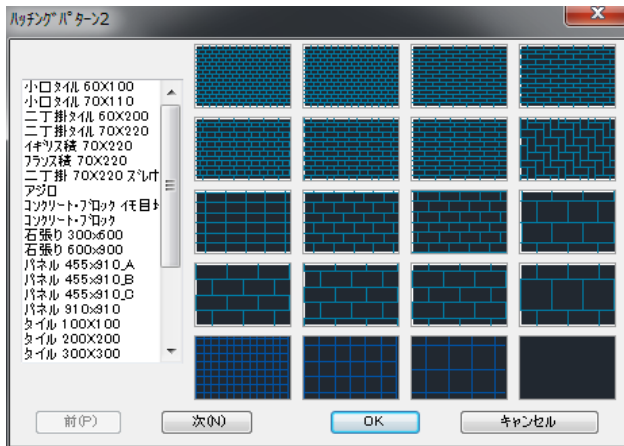 ﾊｯﾁﾝｸﾞﾊﾟﾀｰﾝ2
小口ﾀｲﾙ 60X100
小口ﾀｲﾙ 70X110
二丁掛ﾀｲﾙ 60X200
二丁掛ﾀｲﾙ 70X220
ｲｷﾞﾘｽ積 70X220
ﾌﾗﾝｽ積 70X220
二丁掛 70X220 ｽﾞﾚ
アジロ
ｺﾝｸﾘｰﾄ･ﾌﾞﾛｯｸ イモ目
ｺﾝｸﾘｰﾄ･ﾌﾞﾛｯｸ
石張り 300x600
石張り 600x900
パネル 455x910_A
パネル 455x910_B
パネル 455x910_C
パネル 910x910
タイル 100X100
タイル 200X200
タイル 300X300
前(P)
次(N)
OK
ｷｬﾝｾﾙ